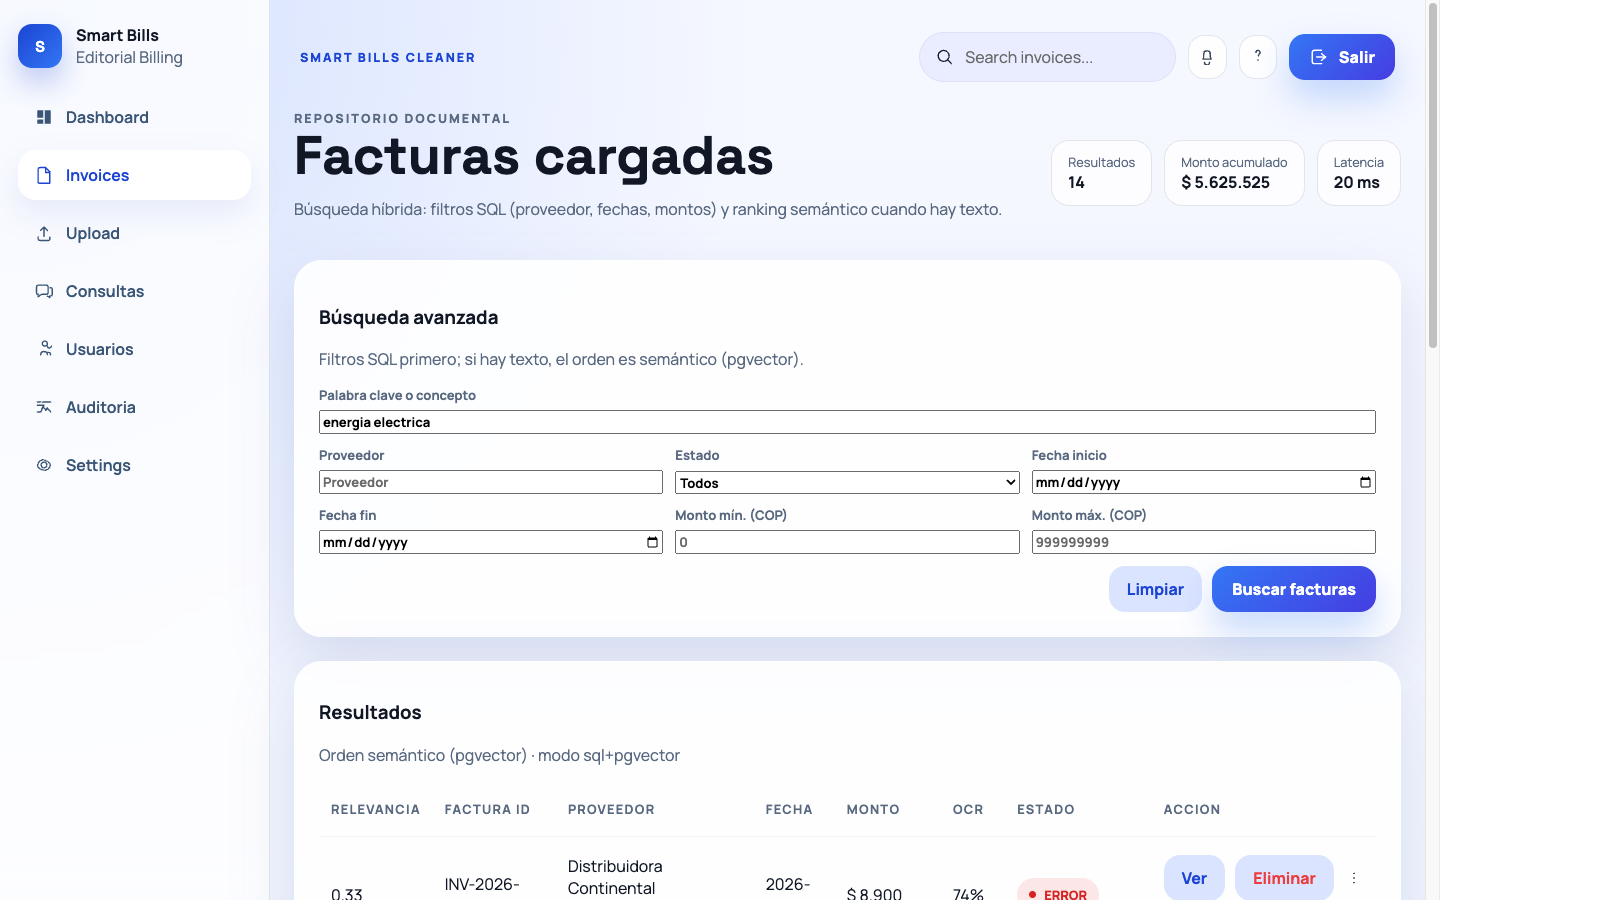 S
Smart Bills
Editorial Billing
Dashboard
Invoices
Upload
Consultas
Usuarios
Auditoria
Settings
SMART BILLS CLEANER
Search invoices...
?
Salir
REPOSITORIO DOCUMENTAL
Facturas cargadas
Búsqueda híbrida: filtros SQL (proveedor, fechas, montos) y ranking semántico cuando hay texto.
Resultados
14
Monto acumulado
$ 5.625.525
Latencia
20 ms
Búsqueda avanzada
Filtros SQL primero; si hay texto, el orden es semántico (pgvector).
Palabra clave o concepto
energia electrica
Proveedor
Estado
Fecha inicio
Proveedor
Todos
mm/dd/yyyy
Fecha fin
Monto mín. (COP)
Monto máx. (COP)
mm/dd/yyyy
0
999999999
Limpiar
Buscar facturas
Resultados
Orden semántico (pgvector) · modo sql+pgvector
RELEVANCIA FACTURA ID PROVEEDOR FECHA MONTO OCR ESTADO ACCION
Distribuidora
Continental
0.33
INV-2026-
2026-
$ 8.900
74%
ERROR
Ver
Eliminar